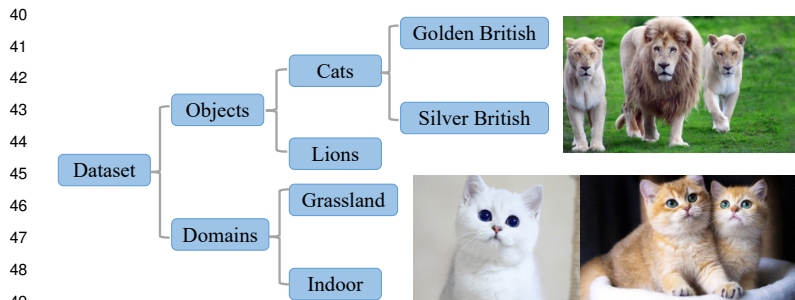 40
41
42
43
44
45
46
47
48
49
Golden British
Cats
Objects
Silver British
Lions
Dataset
Grassland
Domains
Indoor